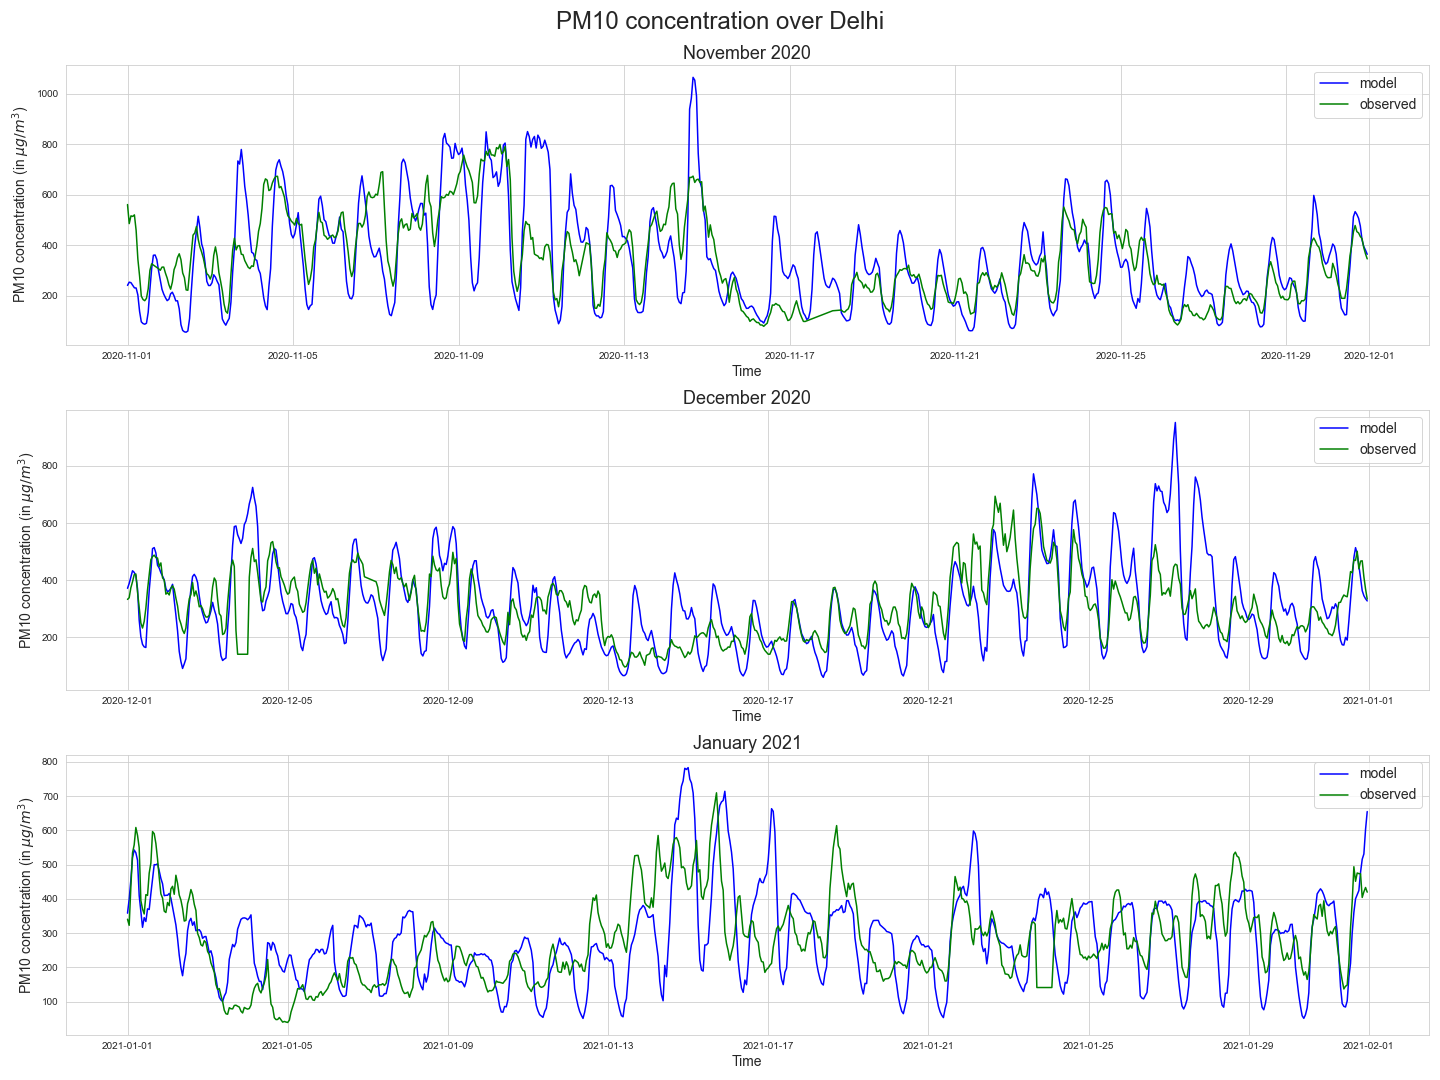 PM10 concentration over Delhi
November 2020
PM10 concentration (in μg/m³)
1000
800
600
400
200
model
observed
2020-11-01 2020-11-05 2020-11-09 2020-11-13 2020-11-17 2020-11-21 2020-11-25 2020-11-29 2020-12-01
Time
December 2020
PM10 concentration (in μg/m³)
800
600
400
200
model
observed
2020-12-01 2020-12-05 2020-12-09 2020-12-13 2020-12-17 2020-12-21 2020-12-25 2020-12-29 2021-01-01
Time
January 2021
PM10 concentration (in μg/m³)
800
700
600
500
400
300
200
100
model
observed
2021-01-01 2021-01-05 2021-01-09 2021-01-13 2021-01-17 2021-01-21 2021-01-25 2021-01-29 2021-02-01
Time